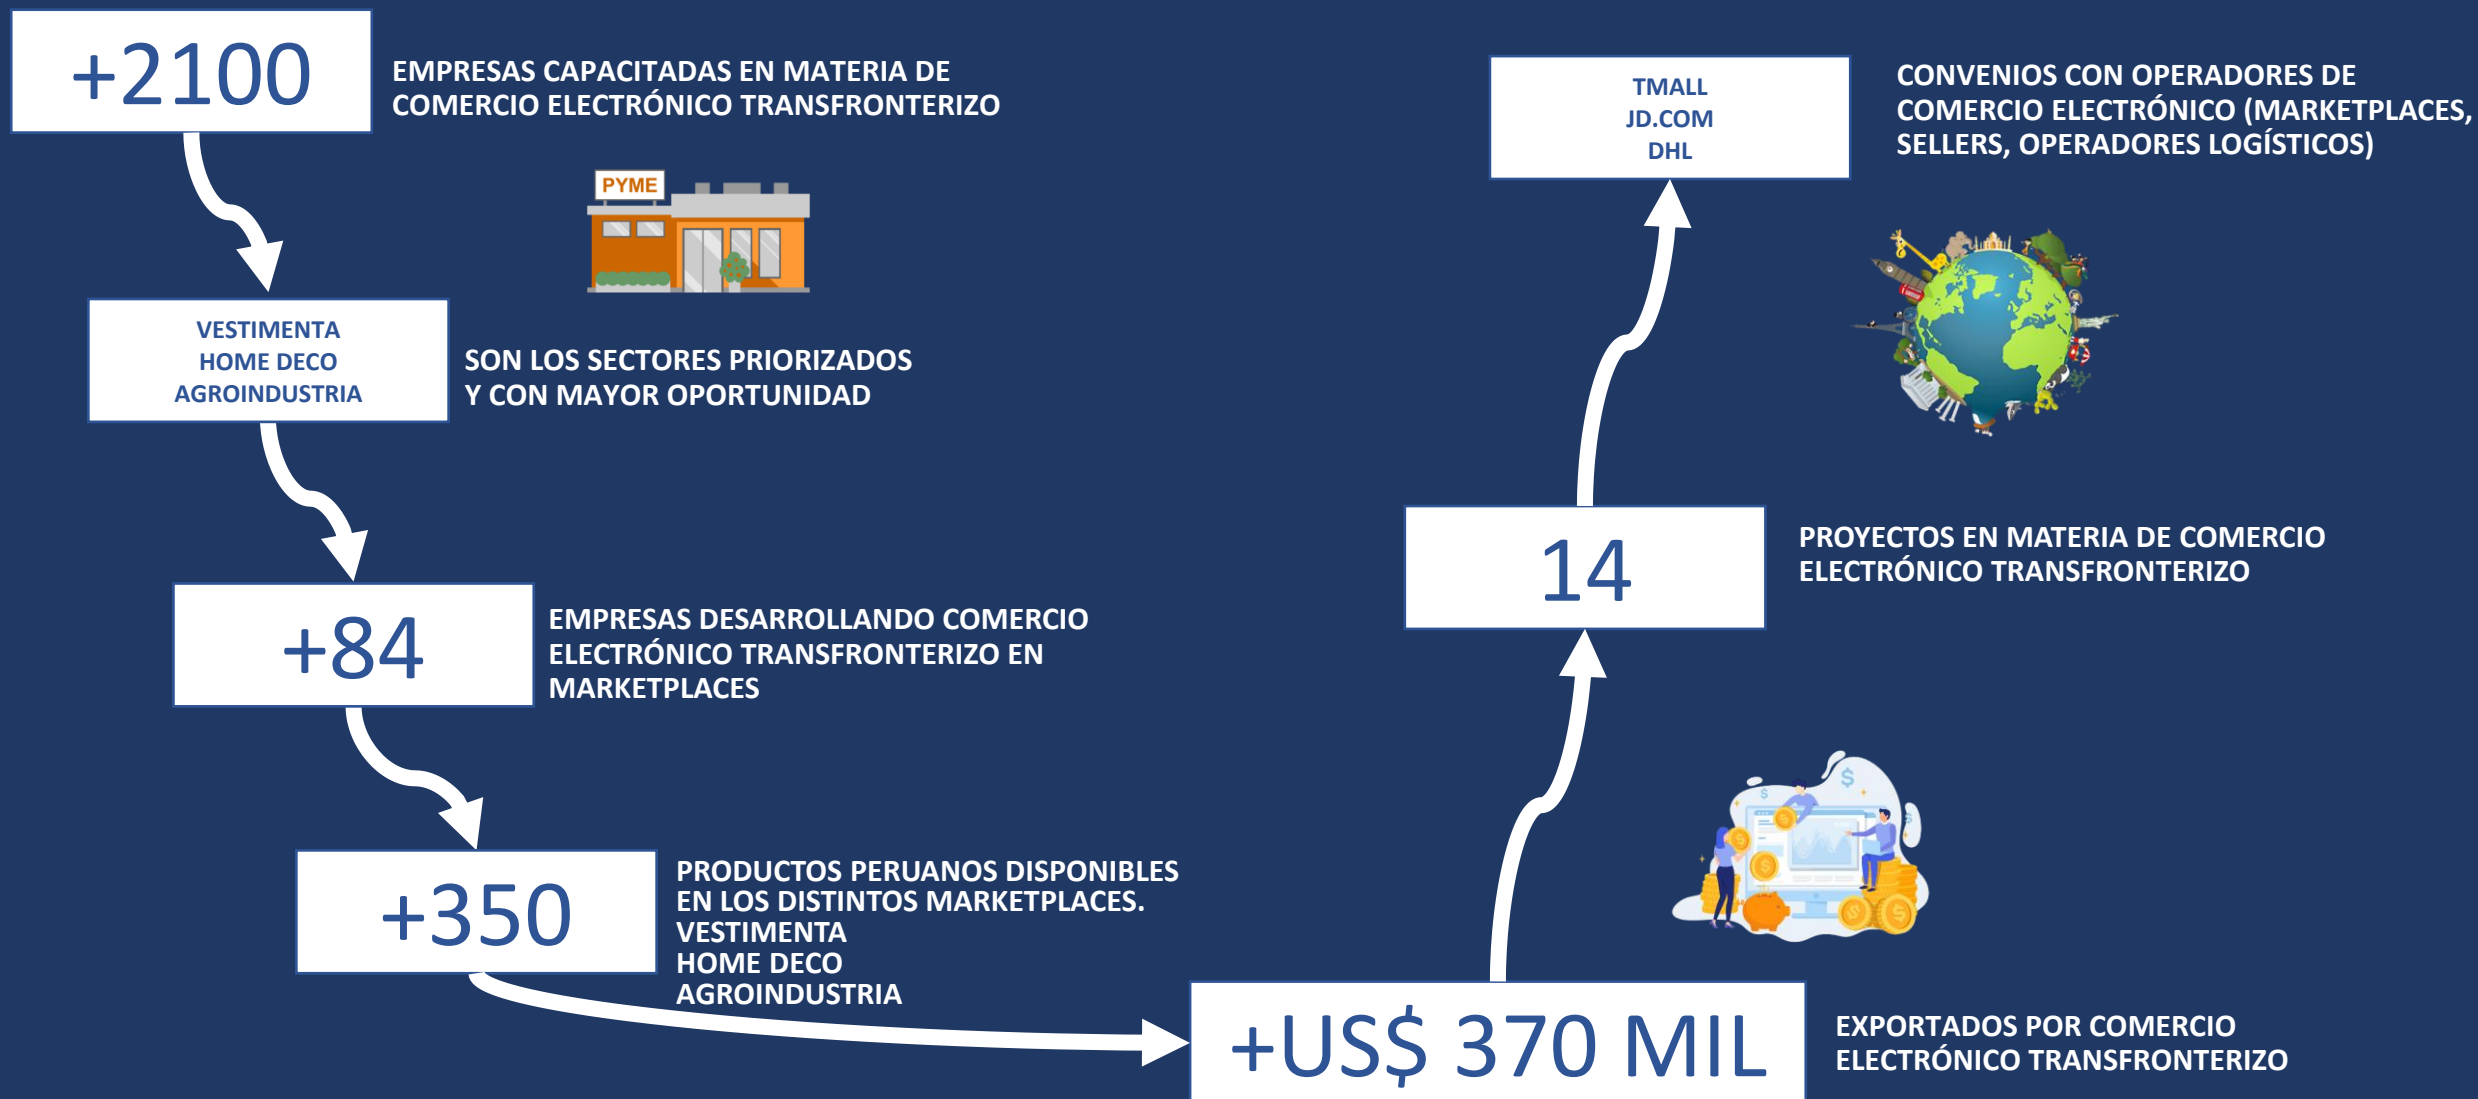 +2100
EMPRESAS CAPACITADAS EN MATERIA DE
COMERCIO ELECTRÓNICO TRANSFRONTERIZO
PYME
VESTIMENTA
HOME DECO
AGROINDUSTRIA
SON LOS SECTORES PRIORIZADOS
Y CON MAYOR OPORTUNIDAD
+84
EMPRESAS DESARROLLANDO COMERCIO
ELECTRÓNICO TRANSFRONTERIZO EN
MARKETPLACES
+350
PRODUCTOS PERUANOS DISPONIBLES
EN LOS DISTINTOS MARKETPLACES.
VESTIMENTA
HOME DECO
AGROINDUSTRIA
+US$ 370 MIL
EXPORTADOS POR COMERCIO
ELECTRÓNICO TRANSFRONTERIZO
14
PROYECTOS EN MATERIA DE COMERCIO
ELECTRÓNICO TRANSFRONTERIZO
TMALL
JD.COM
DHL
CONVENIOS CON OPERADORES DE
COMERCIO ELECTRÓNICO (MARKETPLACES,
SELLERS, OPERADORES LOGÍSTICOS)